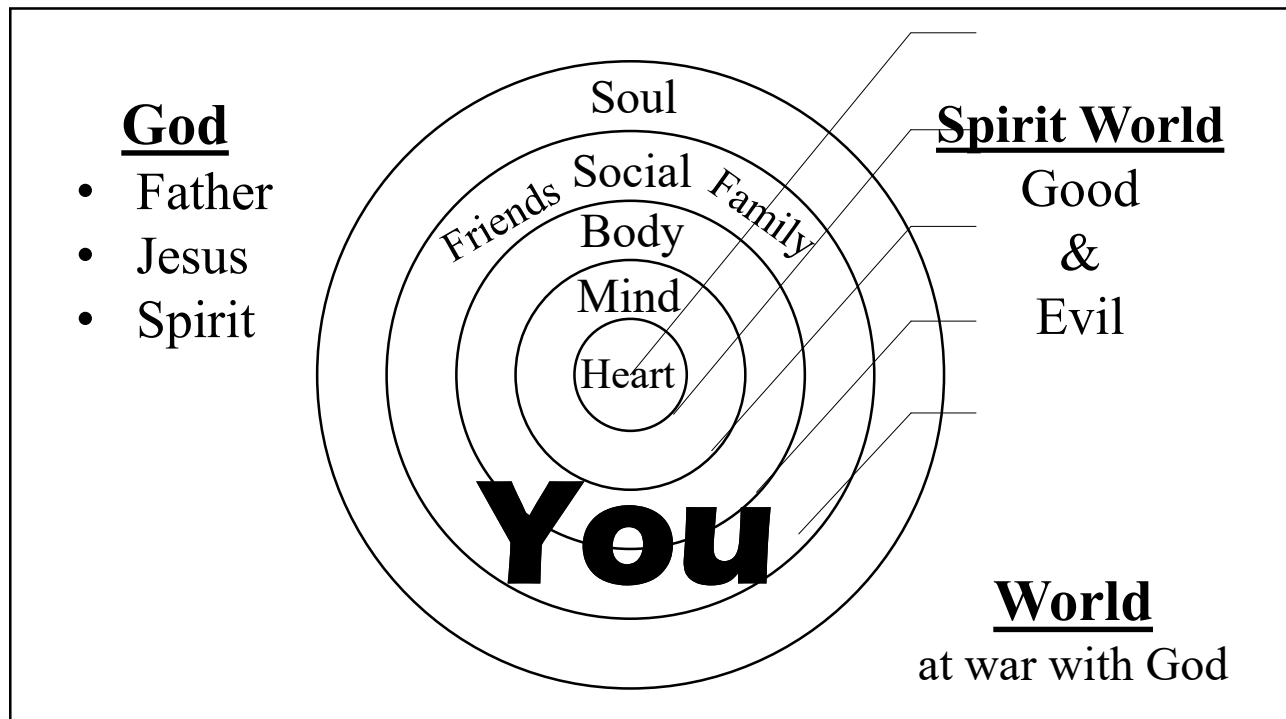 God
• Father
• Jesus
• Spirit
Soul
Social
Friends
Family
Body
Mind
Heart
You
Spirit World
Good
&
Evil
World
at war with God